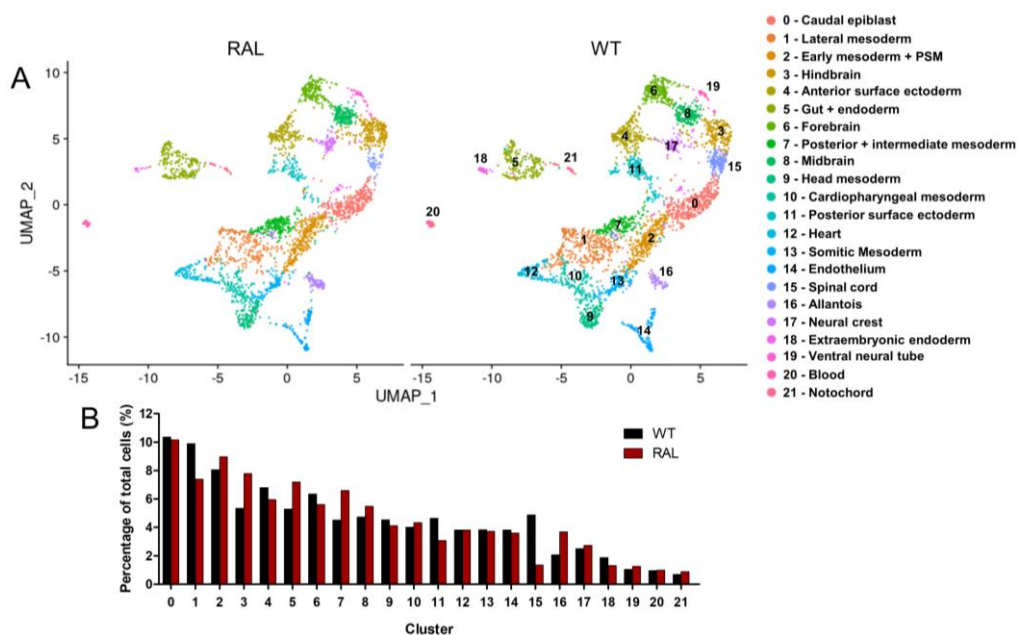 RAL
WT
A
10
5
0
-5
-10
UMAP_2
-15
-10
-5
0
5
-15
-10
-5
0
5
UMAP_1
6
19
8
3
4
17
15
18
5
21
11
0
20
7
1
2
12
10
13
16
9
14
0 - Caudal epiblast
1 - Lateral mesoderm
2 - Early mesoderm + PSM
3 - Hindbrain
4 - Anterior surface ectoderm
5 - Gut + endoderm
6 - Forebrain
7 - Posterior + intermediate mesoderm
8 - Midbrain
9 - Head mesoderm
10 - Cardiopharyngeal mesoderm
11 - Posterior surface ectoderm
12 - Heart
13 - Somitic Mesoderm
14 - Endothelium
15 - Spinal cord
16 - Allantois
17 - Neural crest
18 - Extraembryonic endoderm
19 - Ventral neural tube
20 - Blood
21 - Notochord
B
Percentage of total cells (%)
12
10
8
6
4
2
0
WT
RAL
0 1 2 3 4 5 6 7 8 9 10 11 12 13 14 15 16 17 18 19 20 21
Cluster